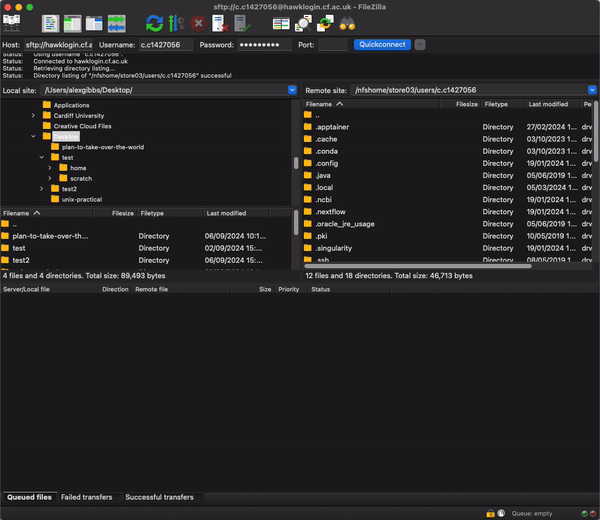 sftp://c.c1427056@hawklogin.cf.ac.uk - FileZilla
Host: sftp://hawklogin.cf.a Username: c.c1427056 Password: ●●●●●●●●● Port: Quickconnect
Status: Using username "c.c1427056".
Status: Connected to hawklogin.cf.ac.uk
Status: Retrieving directory listing...
Status: Directory listing of "/nfshome/store03/users/c.c1427056" successful
Local site: /Users/alexgibbs/Desktop/
Applications
Cardiff University
Creative Cloud Files
Desktop
plan-to-take-over-the-world
test
home
scratch
test2
unix-practical
Filename Filesize Filetype Last modified
..
plan-to-take-over-th... Directory 06/09/2024 10:1...
test Directory 02/09/2024 15:...
test2 Directory 06/09/2024 15:...
4 files and 4 directories. Total size: 89,493 bytes
Remote site: /nfshome/store03/users/c.c1427056
Filename Filesize Filetype Last modified Pe
..
.apptainer Directory 27/02/2024 1... drw
.cache Directory 03/10/2023 1... drw
.conda Directory 03/10/2023 1... drw
.config Directory 19/01/2024 1... drw
.java Directory 05/06/2019 1... drw
.local Directory 05/03/2024 1... drw
.ncbi Directory 19/01/2024 1... drw
.nextflow Directory 19/01/2024 1... drw
.oracle_jre_usage Directory 05/06/2019 1... drw
.pki Directory 10/05/2019 1... drw
.singularity Directory 19/01/2024 1... drw
.ssh Directory 08/05/2019 1... drw
12 files and 18 directories. Total size: 46,713 bytes
Server/Local file Direction Remote file Size Priority Status
Queued files Failed transfers Successful transfers
Queue: empty